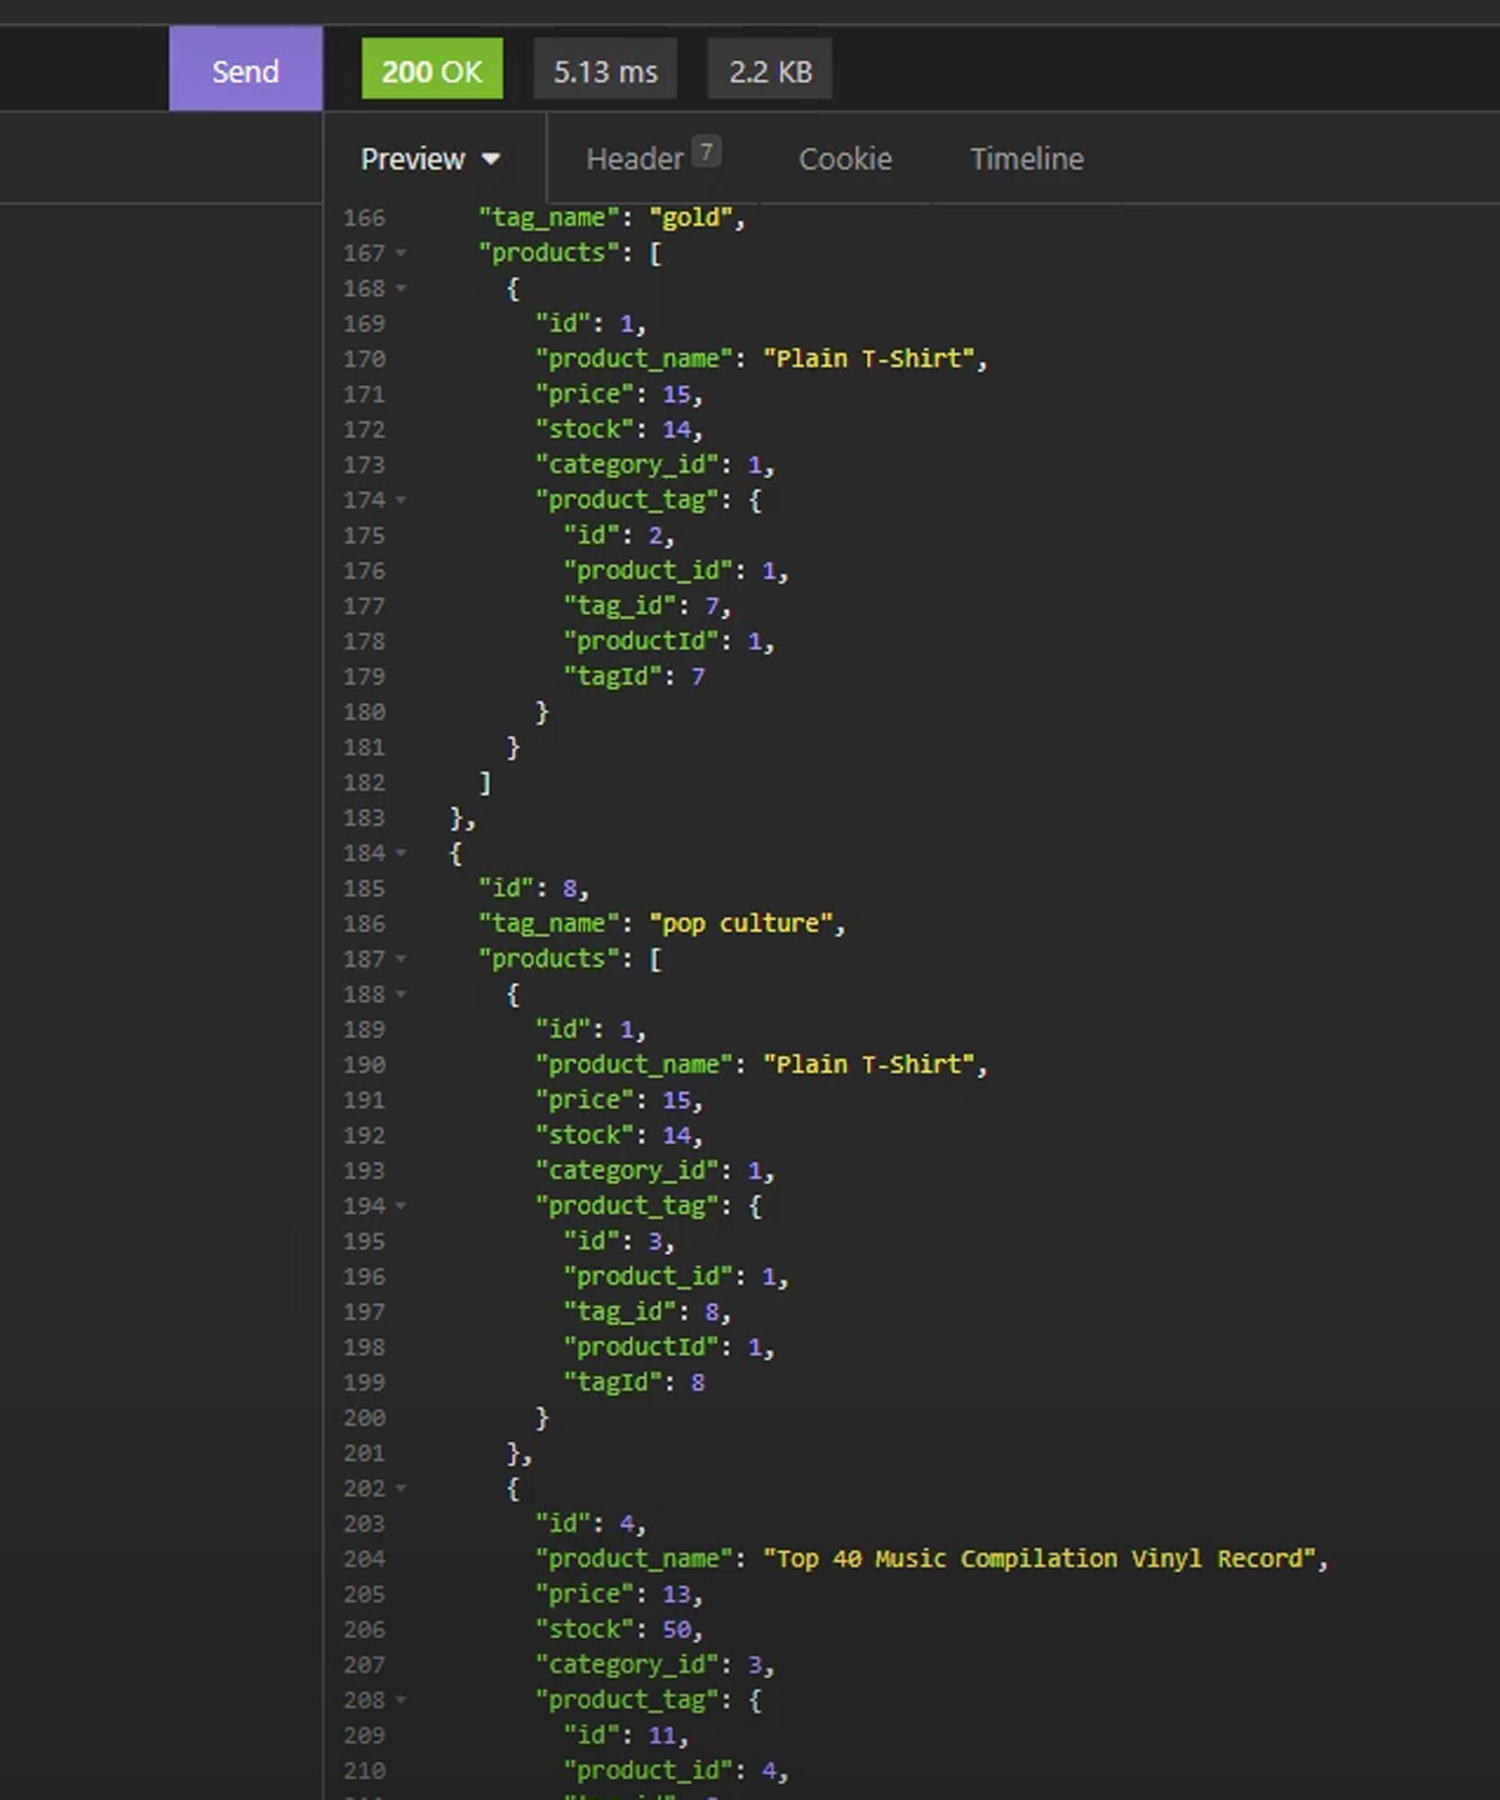 Send 200 OK 5.13 ms 2.2 KB
Preview Header 7 Cookie Timeline
166 "tag_name": "gold",
167 "products": [
168 {
169 "id": 1,
170 "product_name": "Plain T-Shirt",
171 "price": 15,
172 "stock": 14,
173 "category_id": 1,
174 "product_tag": {
175 "id": 2,
176 "product_id": 1,
177 "tag_id": 7,
178 "productId": 1,
179 "tagId": 7
180 }
181 }
182 ]
183 },
184 {
185 "id": 8,
186 "tag_name": "pop culture",
187 "products": [
188 {
189 "id": 1,
190 "product_name": "Plain T-Shirt",
191 "price": 15,
192 "stock": 14,
193 "category_id": 1,
194 "product_tag": {
195 "id": 3,
196 "product_id": 1,
197 "tag_id": 8,
198 "productId": 1,
199 "tagId": 8
200 }
201 },
202 {
203 "id": 4,
204 "product_name": "Top 40 Music Compilation Vinyl Record",
205 "price": 13,
206 "stock": 50,
207 "category_id": 3,
208 "product_tag": {
209 "id": 11,
210 "product_id": 4,